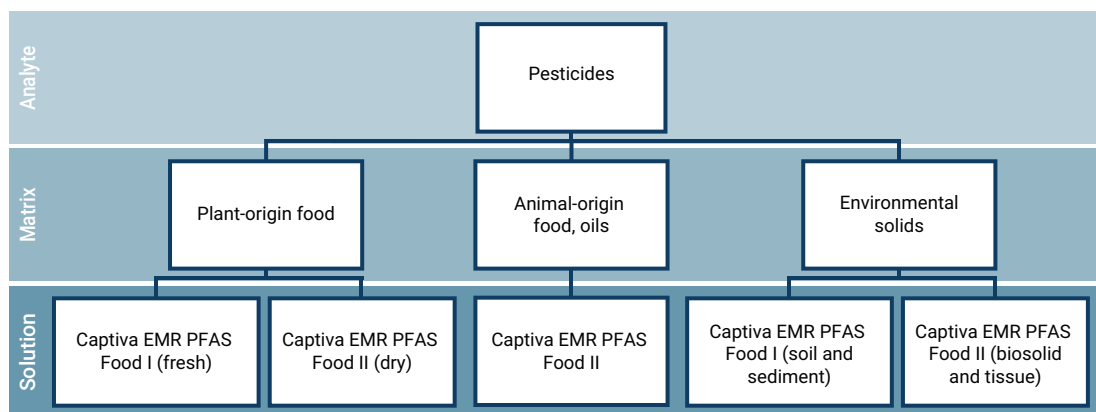 Analyte
Pesticides
Matrix
Plant-origin food
Animal-origin
food, oils
Environmental
solids
Solution
Captiva EMR PFAS
Food I (fresh)
Captiva EMR PFAS
Food II (dry)
Captiva EMR PFAS
Food II
Captiva EMR PFAS
Food I (soil and
sediment)
Captiva EMR PFAS
Food II (biosolid
and tissue)